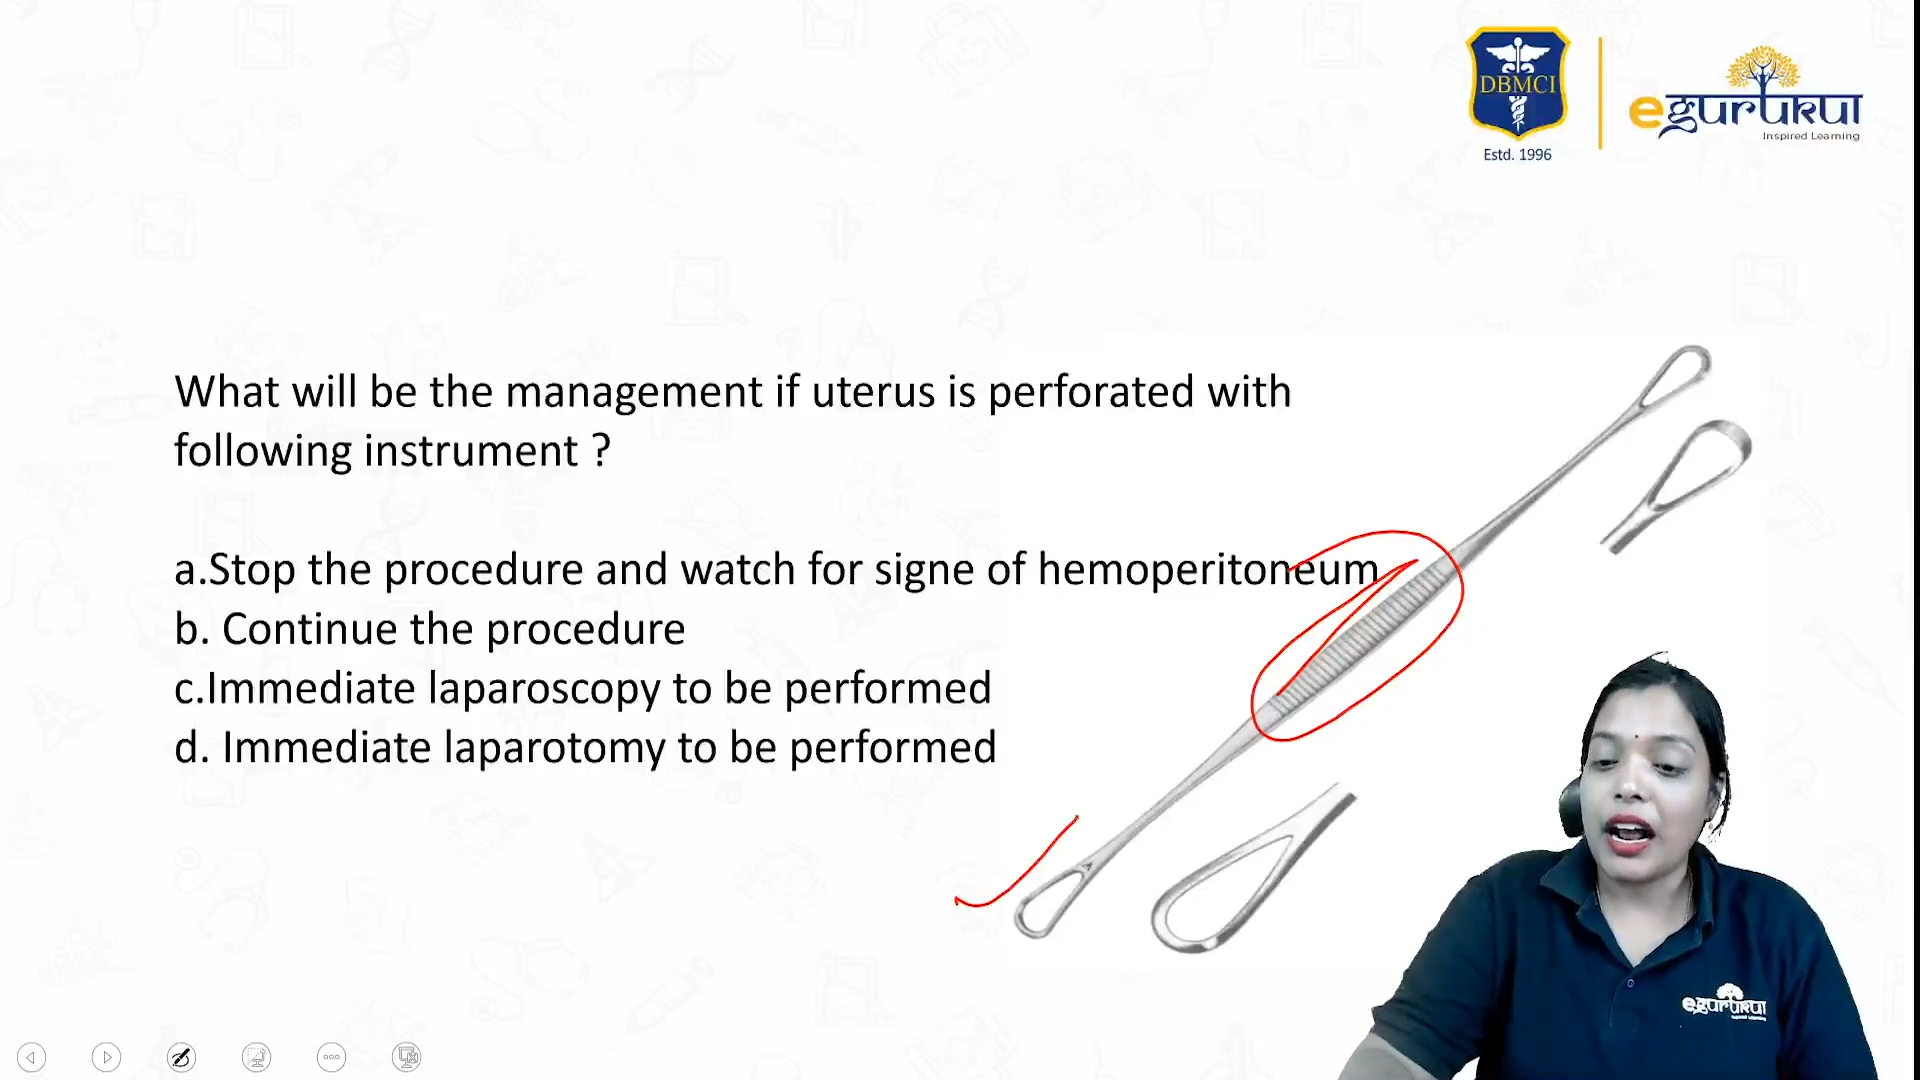 DBMCI
Estd. 1996
egurukul
Inspired Learning
What will be the management if uterus is perforated with
following instrument ?
a.Stop the procedure and watch for signe of hemoperitoneum
b. Continue the procedure
c.Immediate laparoscopy to be performed
d. Immediate laparotomy to be performed
egurukul
Inspired Learning